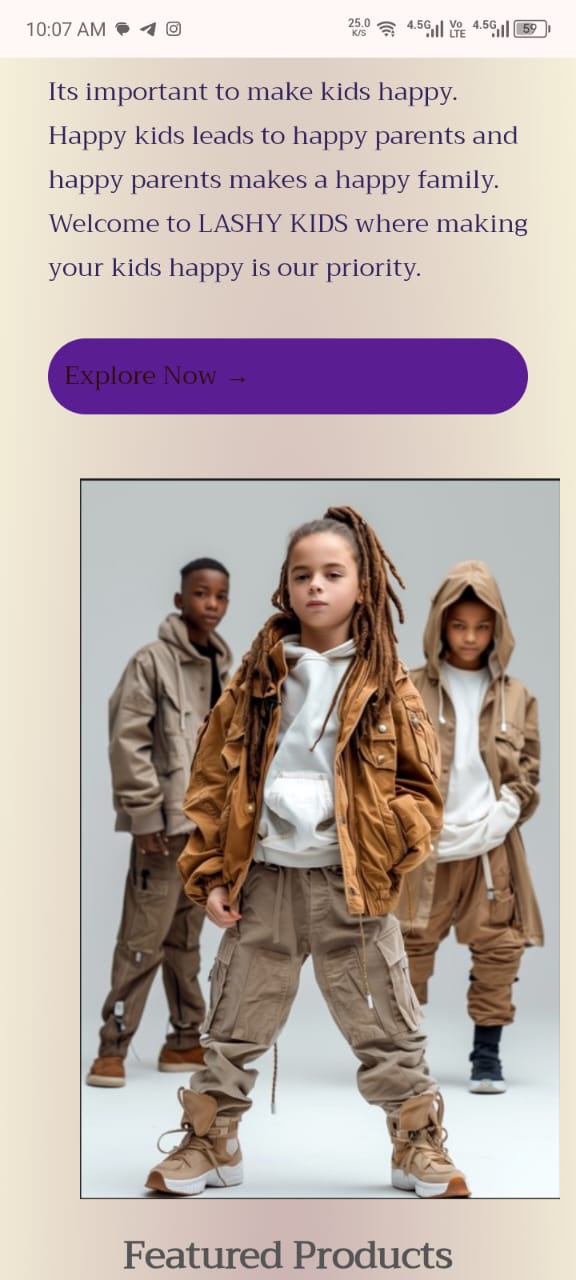 10:07 AM 25.0 K/S 4.5G Vo LTE 4.5G 59
Its important to make kids happy.
Happy kids leads to happy parents and
happy parents makes a happy family.
Welcome to LASHY KIDS where making
your kids happy is our priority.
Explore Now →
Featured Products